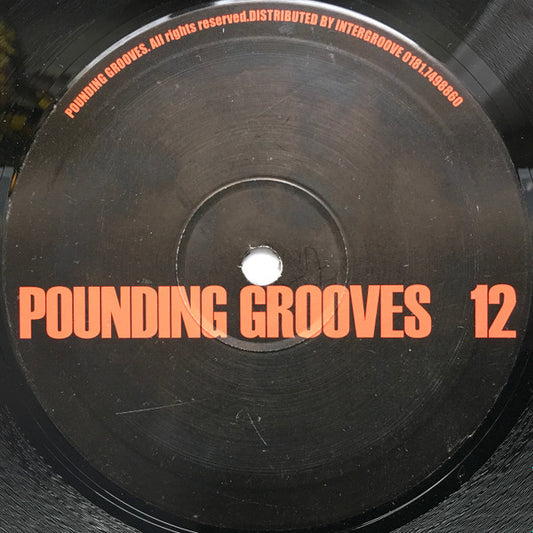 POUNDING GROOVES. All rights reserved.DISTRIBUTED BY INTERGROOVE 0181.7498860
POUNDING GROOVES 12